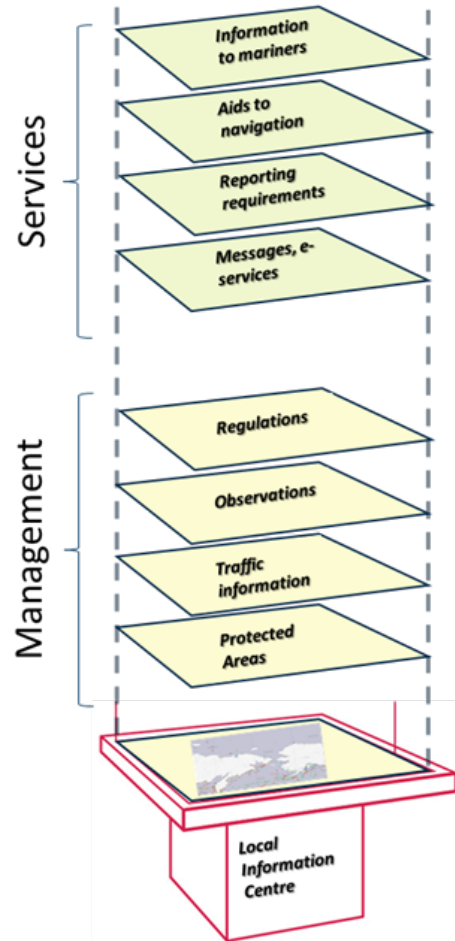 Services
Information
to mariners
Aids to
navigation
Reporting
requirements
Messages, e-
services
Management
Regulations
Observations
Traffic
information
Protected
Areas
Local
Information
Centre